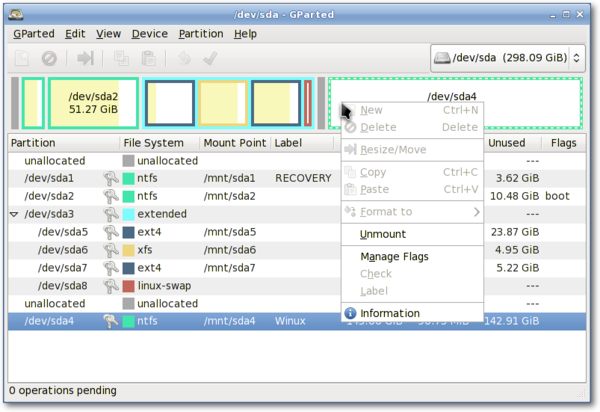 /dev/sda - GParted
GParted Edit View Device Partition Help
/dev/sda (298.09 GiB)
/dev/sda2
51.27 GiB
/dev/sda4
New Ctrl+N
Delete Delete
Resize/Move
Copy Ctrl+C
Paste Ctrl+V
Format to
Unmount
Manage Flags
Check
Label
Information
Partition File System Mount Point Label Unused Flags
unallocated unallocated ---
/dev/sda1 ntfs /mnt/sda1 RECOVERY 3.62 GiB
/dev/sda2 ntfs /mnt/sda2 10.48 GiB boot
/dev/sda3 extended ---
/dev/sda5 ext4 /mnt/sda5 23.87 GiB
/dev/sda6 xfs /mnt/sda6 4.95 GiB
/dev/sda7 ext4 /mnt/sda7 5.22 GiB
/dev/sda8 linux-swap ---
unallocated unallocated ---
/dev/sda4 ntfs /mnt/sda4 Winux 142.91 GiB
0 operations pending